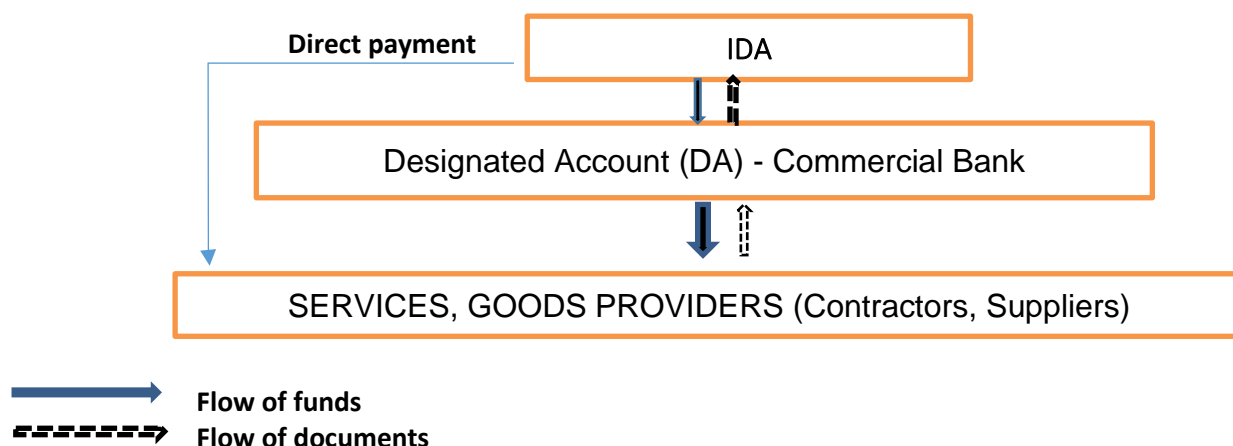 Direct payment
IDA
Designated Account (DA) - Commercial Bank
SERVICES, GOODS PROVIDERS (Contractors, Suppliers)
Flow of funds
Flow of documents